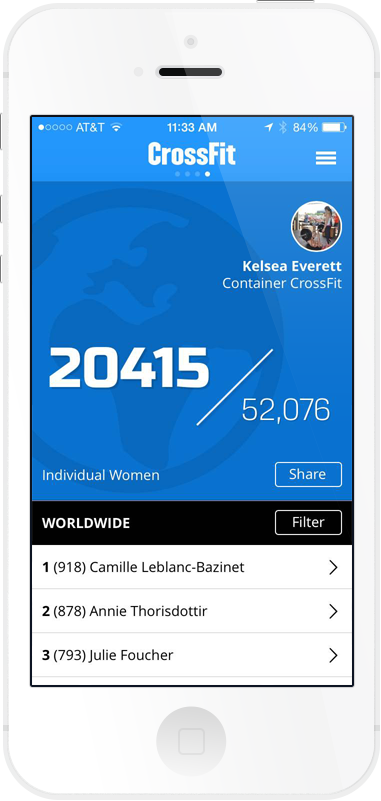 AT&T 11:33 AM 84%
CrossFit
Kelsea Everett
Container CrossFit
20415
52,076
Individual Women
Share
WORLDWIDE
Filter
1 (918) Camille Leblanc-Bazinet
2 (878) Annie Thorisdottir
3 (793) Julie Foucher